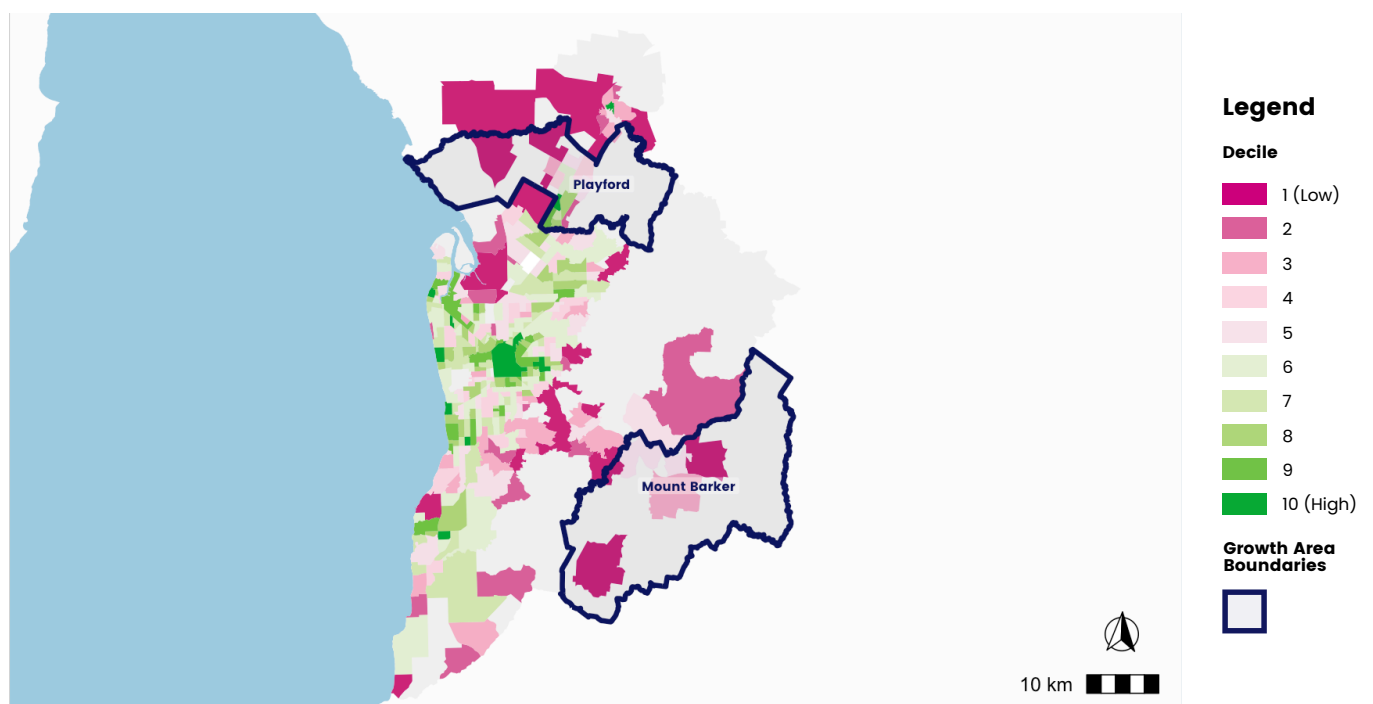 Playford
Mount Barker
10 km
Legend
Decile
1 (Low)
2
3
4
5
6
7
8
9
10 (High)
Growth Area
Boundaries